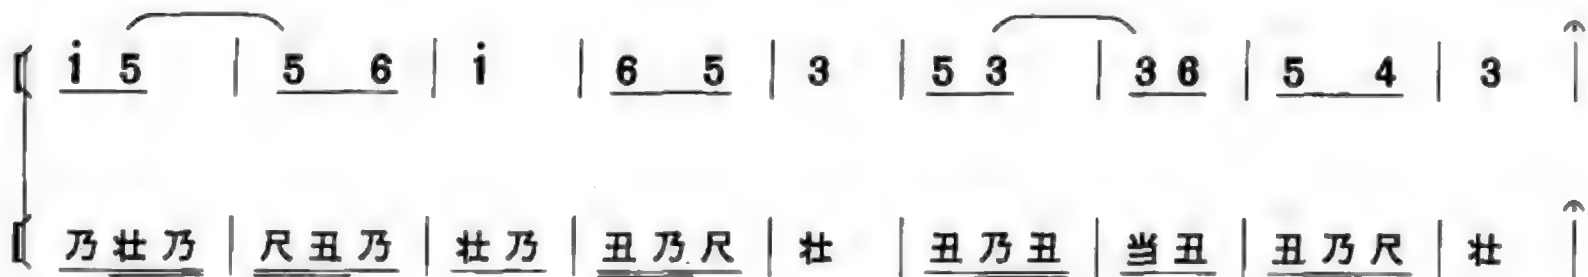 i 5 | 5 6 | i | 6 5 | 3 | 5 3 | 3 6 | 5 4 | 3 |
乃壮乃 | 尺丑乃 | 壮乃 | 丑乃尺 | 壮 | 丑乃丑 | 当丑 | 丑乃尺 | 壮 |